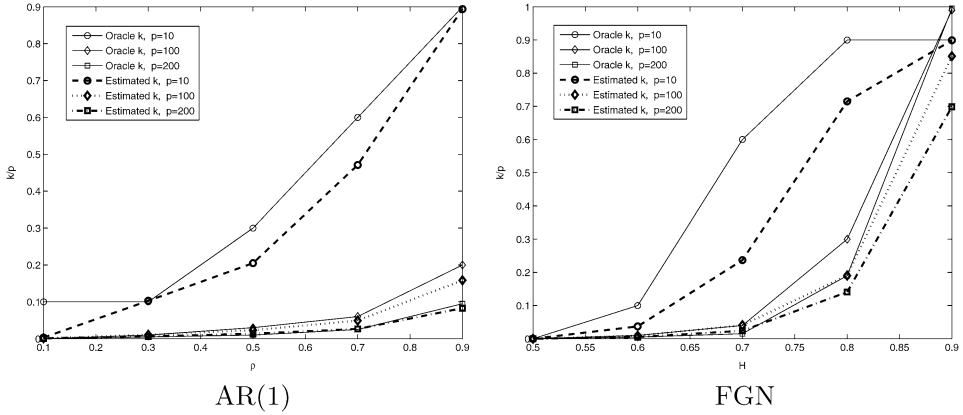 0.9
0.8
0.7
0.6
0.5
0.4
0.3
0.2
0.10
0
k/p
Oracle k, p=10
Oracle k, p=100
Oracle k, p=200
Estimated k, p=10
Estimated k, p=100
Estimated k, p=200
0.1 0.2 0.3 0.4 0.5 0.6 0.7 0.8 0.9
ρ
AR(1)
1
0.9
0.8
0.7
0.6
0.5
0.4
0.3
0.2
0.1
0
k/p
Oracle k, p=10
Oracle k, p=100
Oracle k, p=200
Estimated k, p=10
Estimated k, p=100
Estimated k, p=200
0.5 0.55 0.6 0.65 0.7 0.75 0.8 0.85 0.9
H
FGN